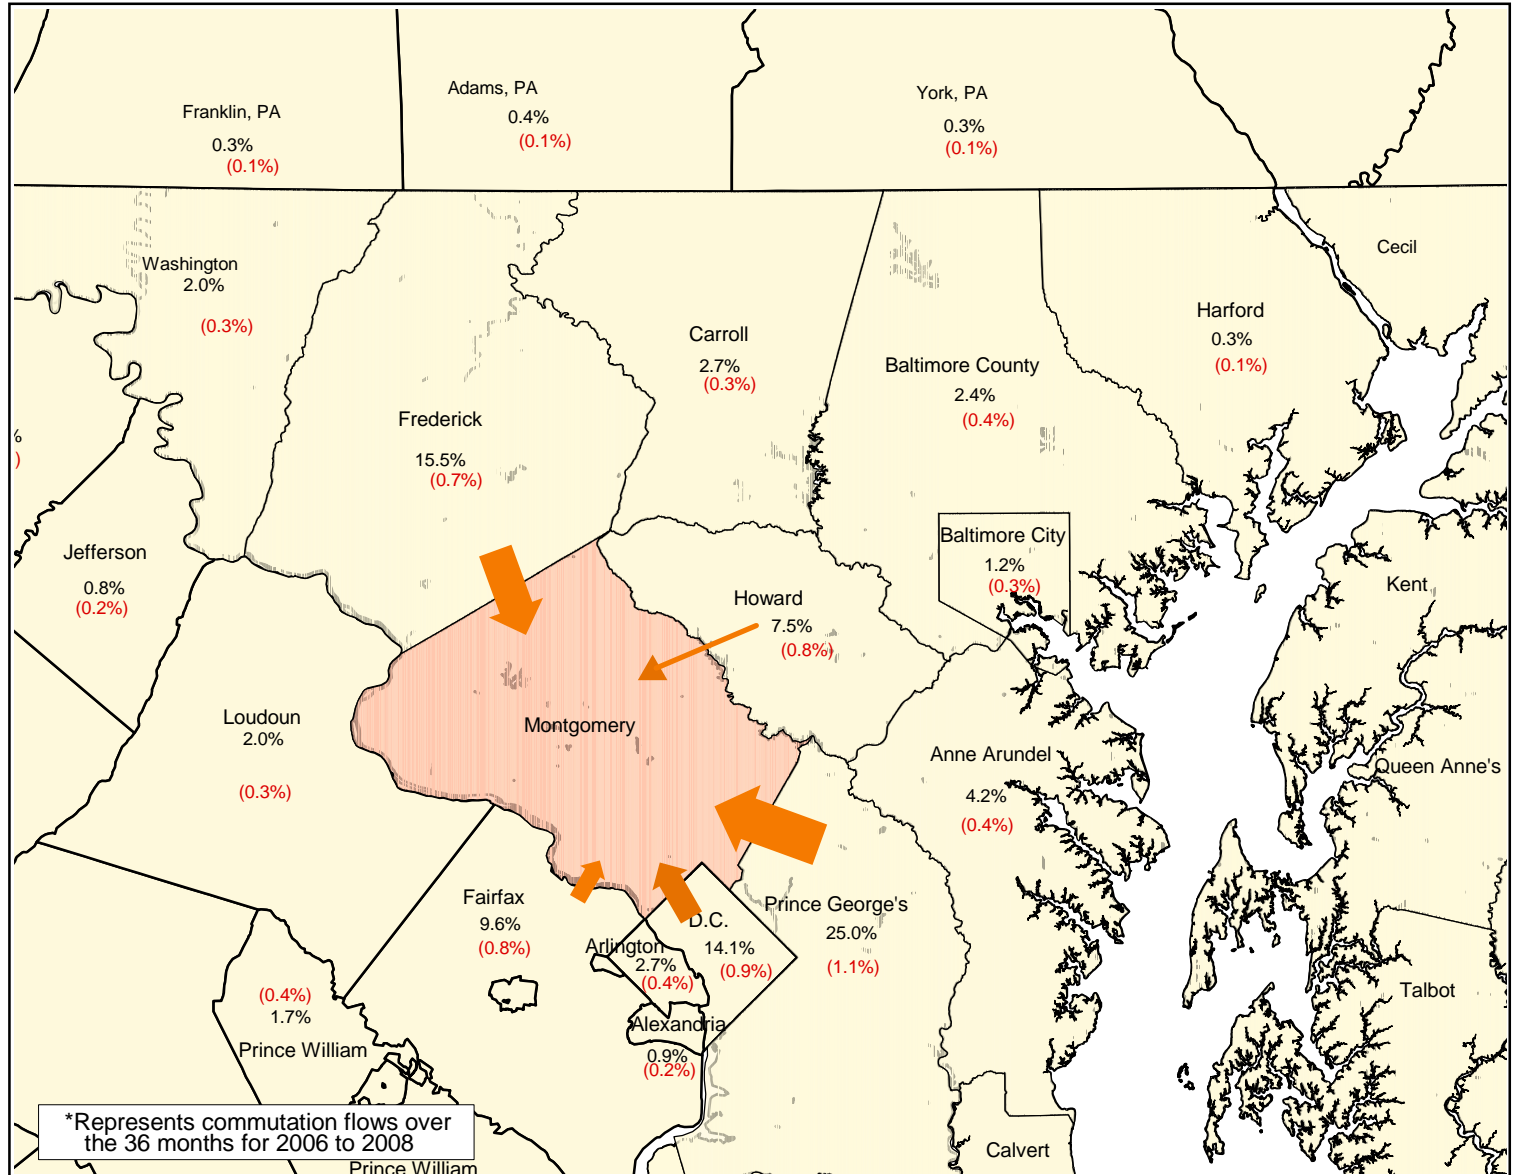 Franklin, PA
0.3%
(0.1%)
Adams, PA
0.4%
(0.1%)
York, PA
0.3%
(0.1%)
Washington
2.0%
(0.3%)
Frederick
15.5%
(0.7%)
Carroll
2.7%
(0.3%)
Baltimore County
2.4%
(0.4%)
Harford
0.3%
(0.1%)
Cecil
%
)
Jefferson
0.8%
(0.2%)
Baltimore City
1.2%
(0.3%)
Howard
7.5%
(0.8%)
Kent
Loudoun
2.0%
(0.3%)
Montgomery
Anne Arundel
4.2%
(0.4%)
Queen Anne's
Fairfax
9.6%
(0.8%)
Arlington
2.7%
(0.4%)
D.C.
14.1%
(0.9%)
Prince George's
25.0%
(1.1%)
Alexandria
0.9%
(0.2%)
(0.4%)
1.7%
Prince William
Talbot
*Represents commutation flows over
the 36 months for 2006 to 2008
Prince William
Calvert